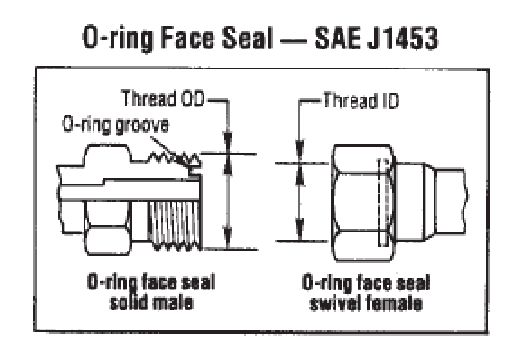 O-ring Face Seal — SAE J1453
Thread OD
O-ring groove
Thread ID
O-ring face seal
solid male
O-ring face seal
swivel female